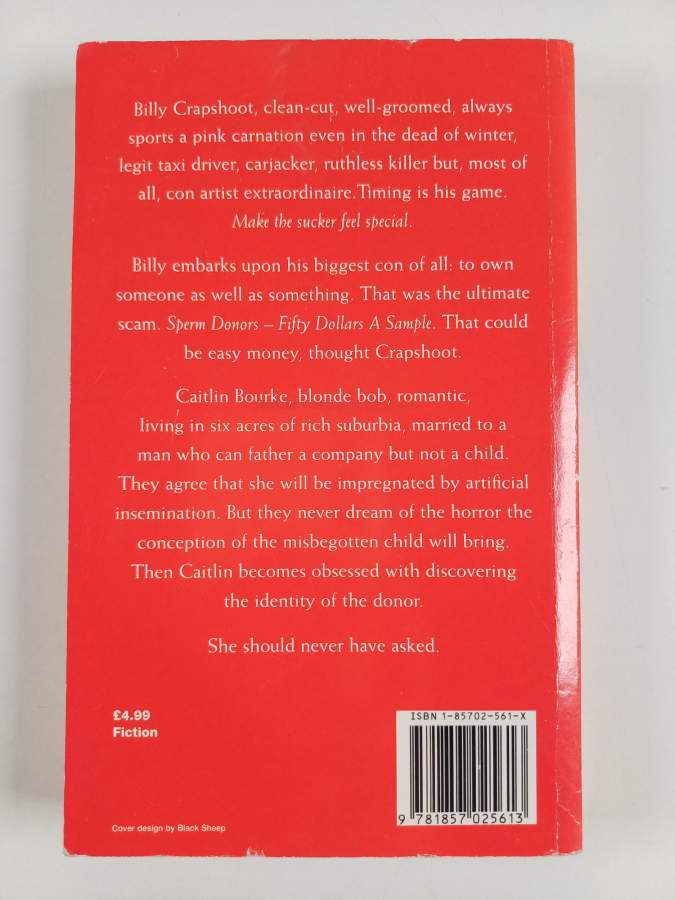 Billy Crapshoot, clean-cut, well-groomed, always
sports a pink carnation even in the dead of winter,
legit taxi driver, carjacker, ruthless killer but, most of
all, con artist extraordinaire.Timing is his game.
Make the sucker feel special.
Billy embarks upon his biggest con of all: to own
someone as well as something. That was the ultimate
scam. Sperm Donors – Fifty Dollars A Sample. That could
be easy money, thought Crapshoot.
Caitlin Bourke, blonde bob, romantic,
living in six acres of rich suburbia, married to a
man who can father a company but not a child.
They agree that she will be impregnated by artificial
insemination. But they never dream of the horror the
conception of the misbegotten child will bring.
Then Caitlin becomes obsessed with discovering
the identity of the donor.
She should never have asked.
£4.99
Fiction
ISBN 1-85702-561-X
9 781857 025613
Cover design by Black Sheep